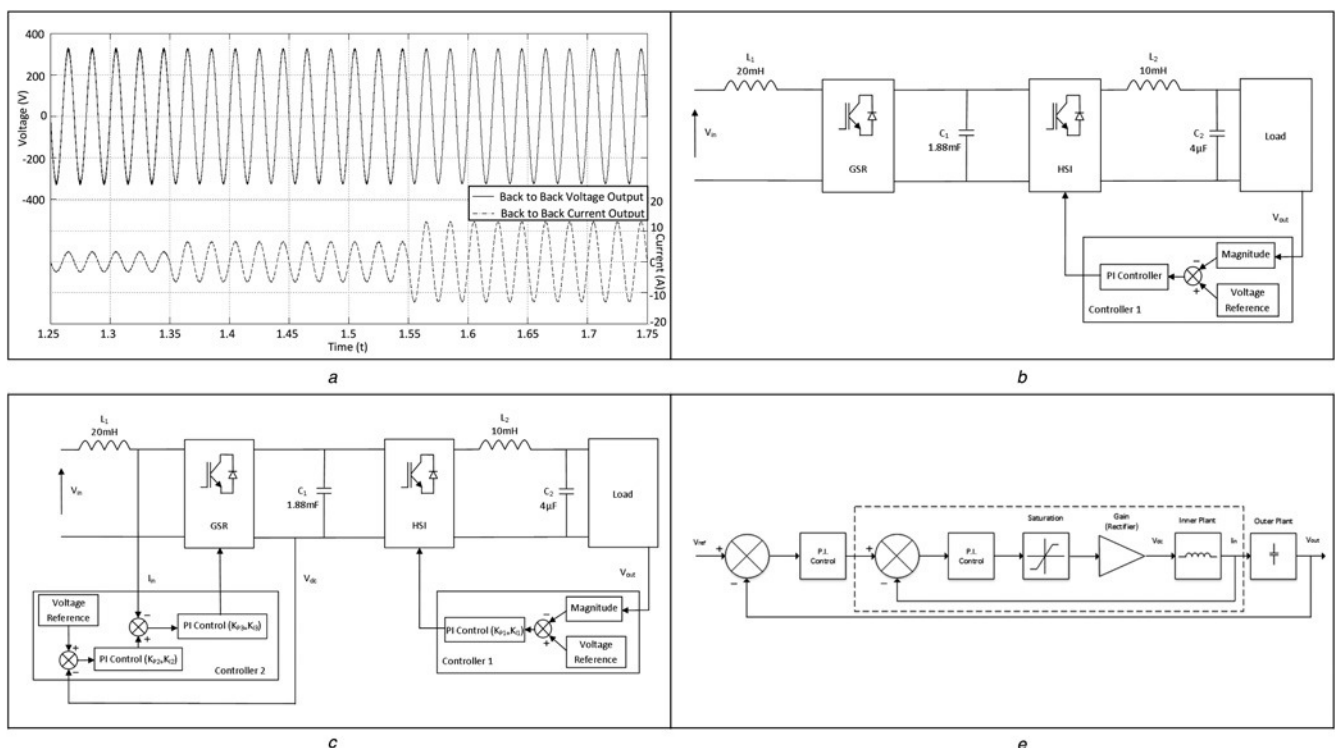 400
200
0
-200
-400
Voltage (V)
20
10
0
-10
-20
Current (A)
Back to Back Voltage Output
Back to Back Current Output
1.25 1.3 1.35 1.4 1.45 1.5 1.55 1.6 1.65 1.7 1.75
Time (t)
a
L1
20mH
Vin
GSR
C1
1.88mF
HSI
L2
10mH
C2
4μF
Load
Vout
Magnitude
PI Controller
−
+
Voltage
Reference
Controller 1
b
L1
20mH
Vin
GSR
C1
1.88mF
HSI
L2
10mH
C2
4μF
Load
Iin
Vdc
Vout
Voltage
Reference
−
+
PI Control (KP3,KI3)
+
−
PI Control (KP2,KI2)
Controller 2
Magnitude
PI Control (KP1,KI1)
−
+
Voltage
Reference
Controller 1
c
Vref
+
−
P.I.
Control
+
−
P.I.
Control
Saturation
Gain
(Rectifier)
Vdc
Inner Plant
Iin
Outer Plant
Vout
e